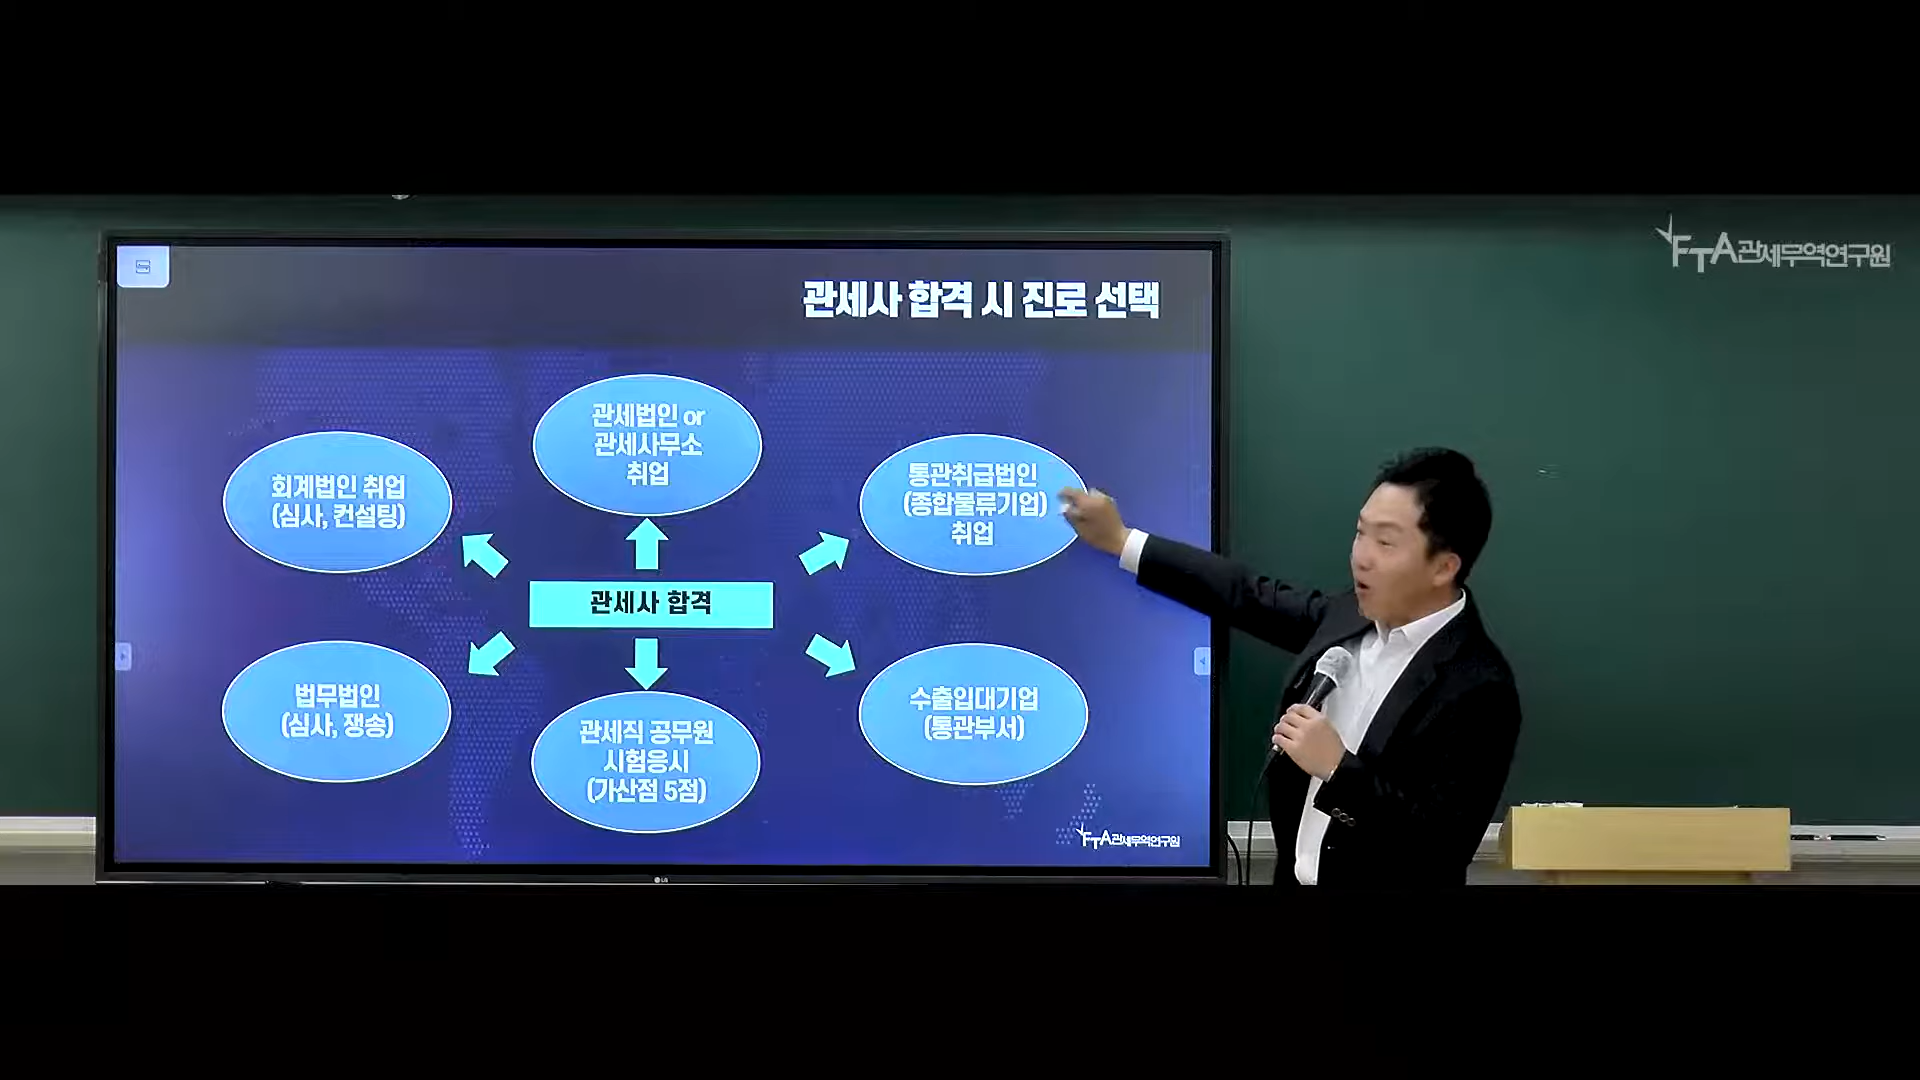 FTA관세무역연구원
관세사 합격 시 진로 선택
관세법인 or
관세사무소
취업
회계법인 취업
(심사, 컨설팅)
통관취급법인
(종합물류기업)
취업
관세사 합격
법무법인
(심사, 쟁송)
관세직 공무원
시험응시
(가산점 5점)
수출입대기업
(통관부서)
FTA관세무역연구원
LG